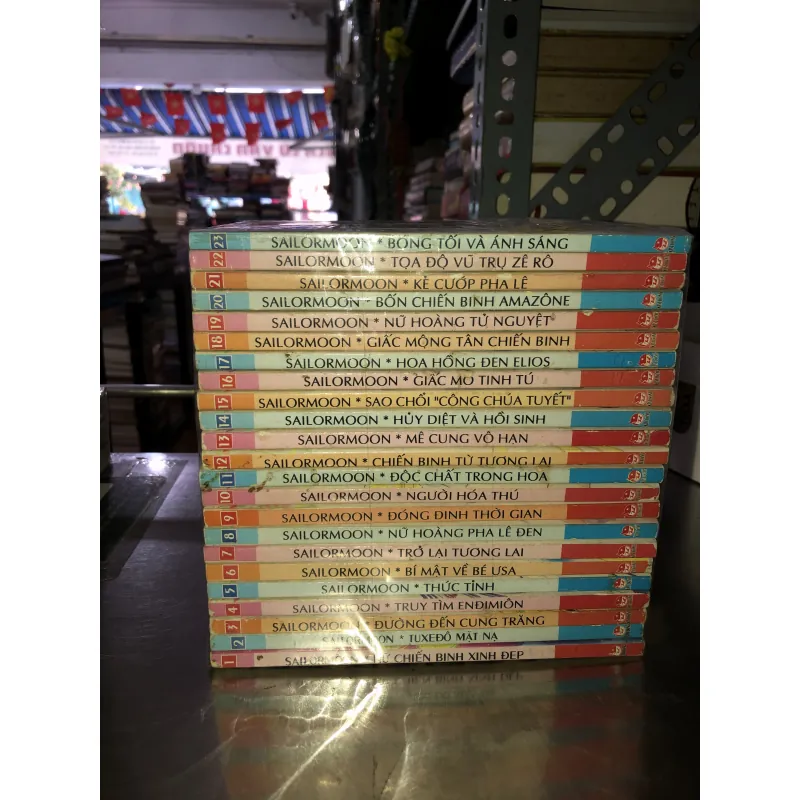 23 SAILORMOON * BÓNG TỐI VÀ ÁNH SÁNG
22 SAILORMOON * TỌA ĐỘ VŨ TRỤ ZÊ RÔ
21 SAILORMOON * KẺ CƯỚP PHA LÊ
20 SAILORMOON * BỐN CHIẾN BINH AMAZÔNE
19 SAILORMOON * NỮ HOÀNG TỬ NGUYỆT
18 SAILORMOON * GIẤC MỘNG TÂN CHIẾN BINH
17 SAILORMOON * HOA HỒNG ĐEN ELIOS
16 SAILORMOON * GIẤC MƠ TINH TÚ
15 SAILORMOON * SAO CHỔI "CÔNG CHÚA TUYẾT"
14 SAILORMOON * HỦY DIỆT VÀ HỒI SINH
13 SAILORMOON * MÊ CUNG VÔ HẠN
12 SAILORMOON * CHIẾN BINH TỪ TƯƠNG LAI
11 SAILORMOON * ĐỘC CHẤT TRONG HOA
10 SAILORMOON * NGƯỜI HÓA THÚ
9 SAILORMOON * ĐÓNG ĐINH THỜI GIAN
8 SAILORMOON * NỮ HOÀNG PHA LÊ ĐEN
7 SAILORMOON * TRỞ LẠI TƯƠNG LAI
6 SAILORMOON * BÍ MẬT VỀ BÉ USA
5 SAILORMOON * THỨC TỈNH
4 SAILORMOON * TRUY TÌM ENĐIMIÔN
3 SAILORMOON * ĐƯỜNG ĐẾN CUNG TRĂNG
2 SAILORMOON * TUXEĐÔ MẶT NẠ
1 SAILORMOON * CHIẾN BINH XINH ĐẸP